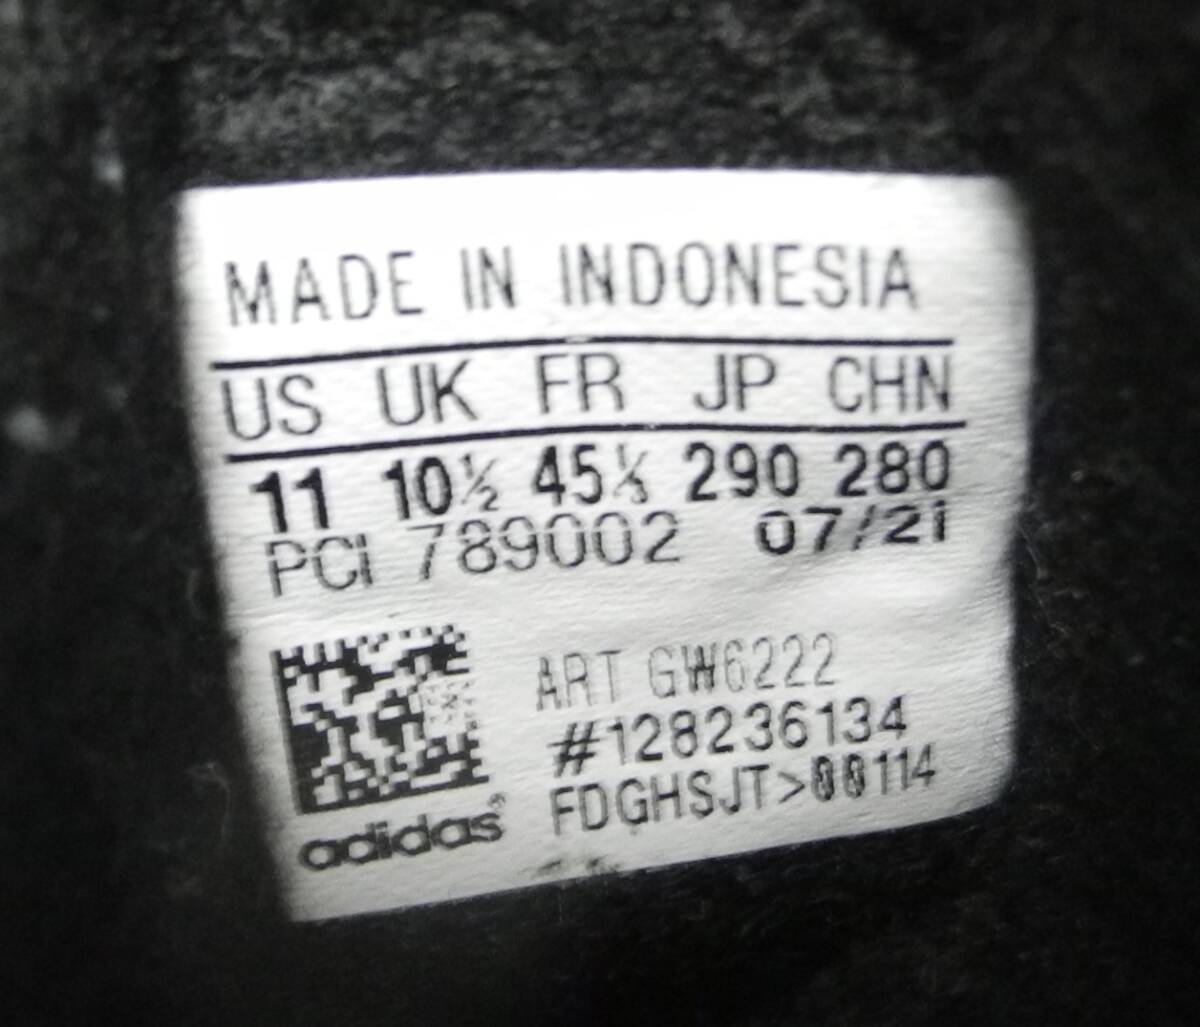 MADE IN INDONESIA
US UK FR JP CHN
11 10½ 45⅓ 290 280
PCI 789002 07/21
ART GW6222
#128236134
FDGHSJT>00114
adidas®